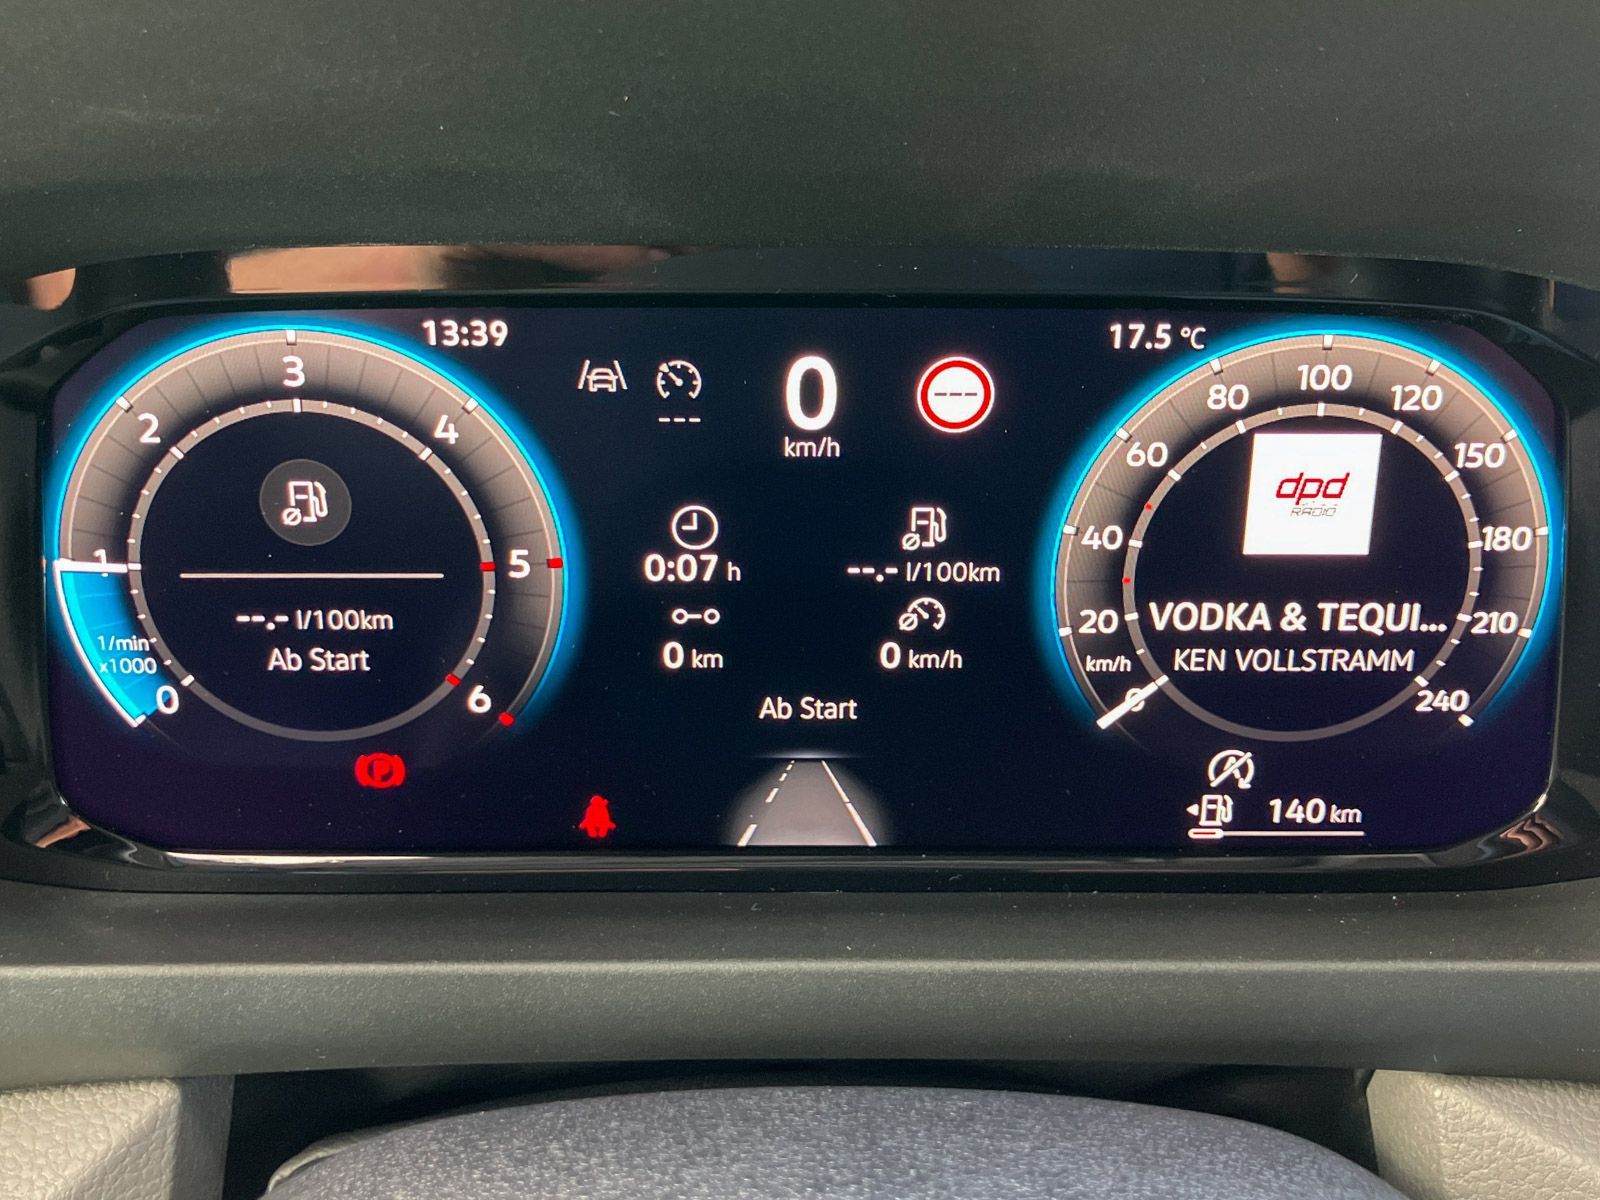 13:39
17.5 °C
0
km/h
---
---
0
1
2
3
4
5
6
1/min
x1000
--.- l/100km
Ab Start
0:07 h
--.- l/100km
0 km
0 km/h
Ab Start
0
20
40
60
80
100
120
150
180
210
240
km/h
dpd
RADIO
VODKA & TEQUI...
KEN VOLLSTRAMM
P
A
140 km